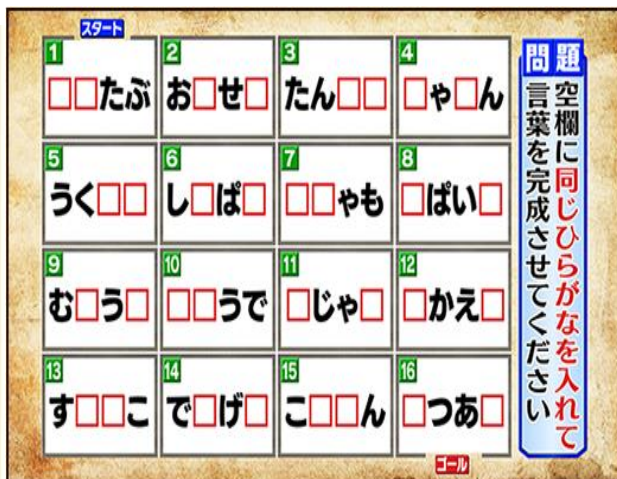 スタート
問題
空欄に同じひらがなを入れて
言葉を完成させてください
1 □□たぶ
2 お□せ□
3 たん□□
4 □ゃ□ん
5 うく□□
6 し□ぱ□
7 □□ゃも
8 □ぱい□
9 む□う□
10 □□うで
11 □じゃ□
12 □かえ□
13 す□□こ
14 で□げ□
15 こ□□ん
16 □つあ□
ゴール